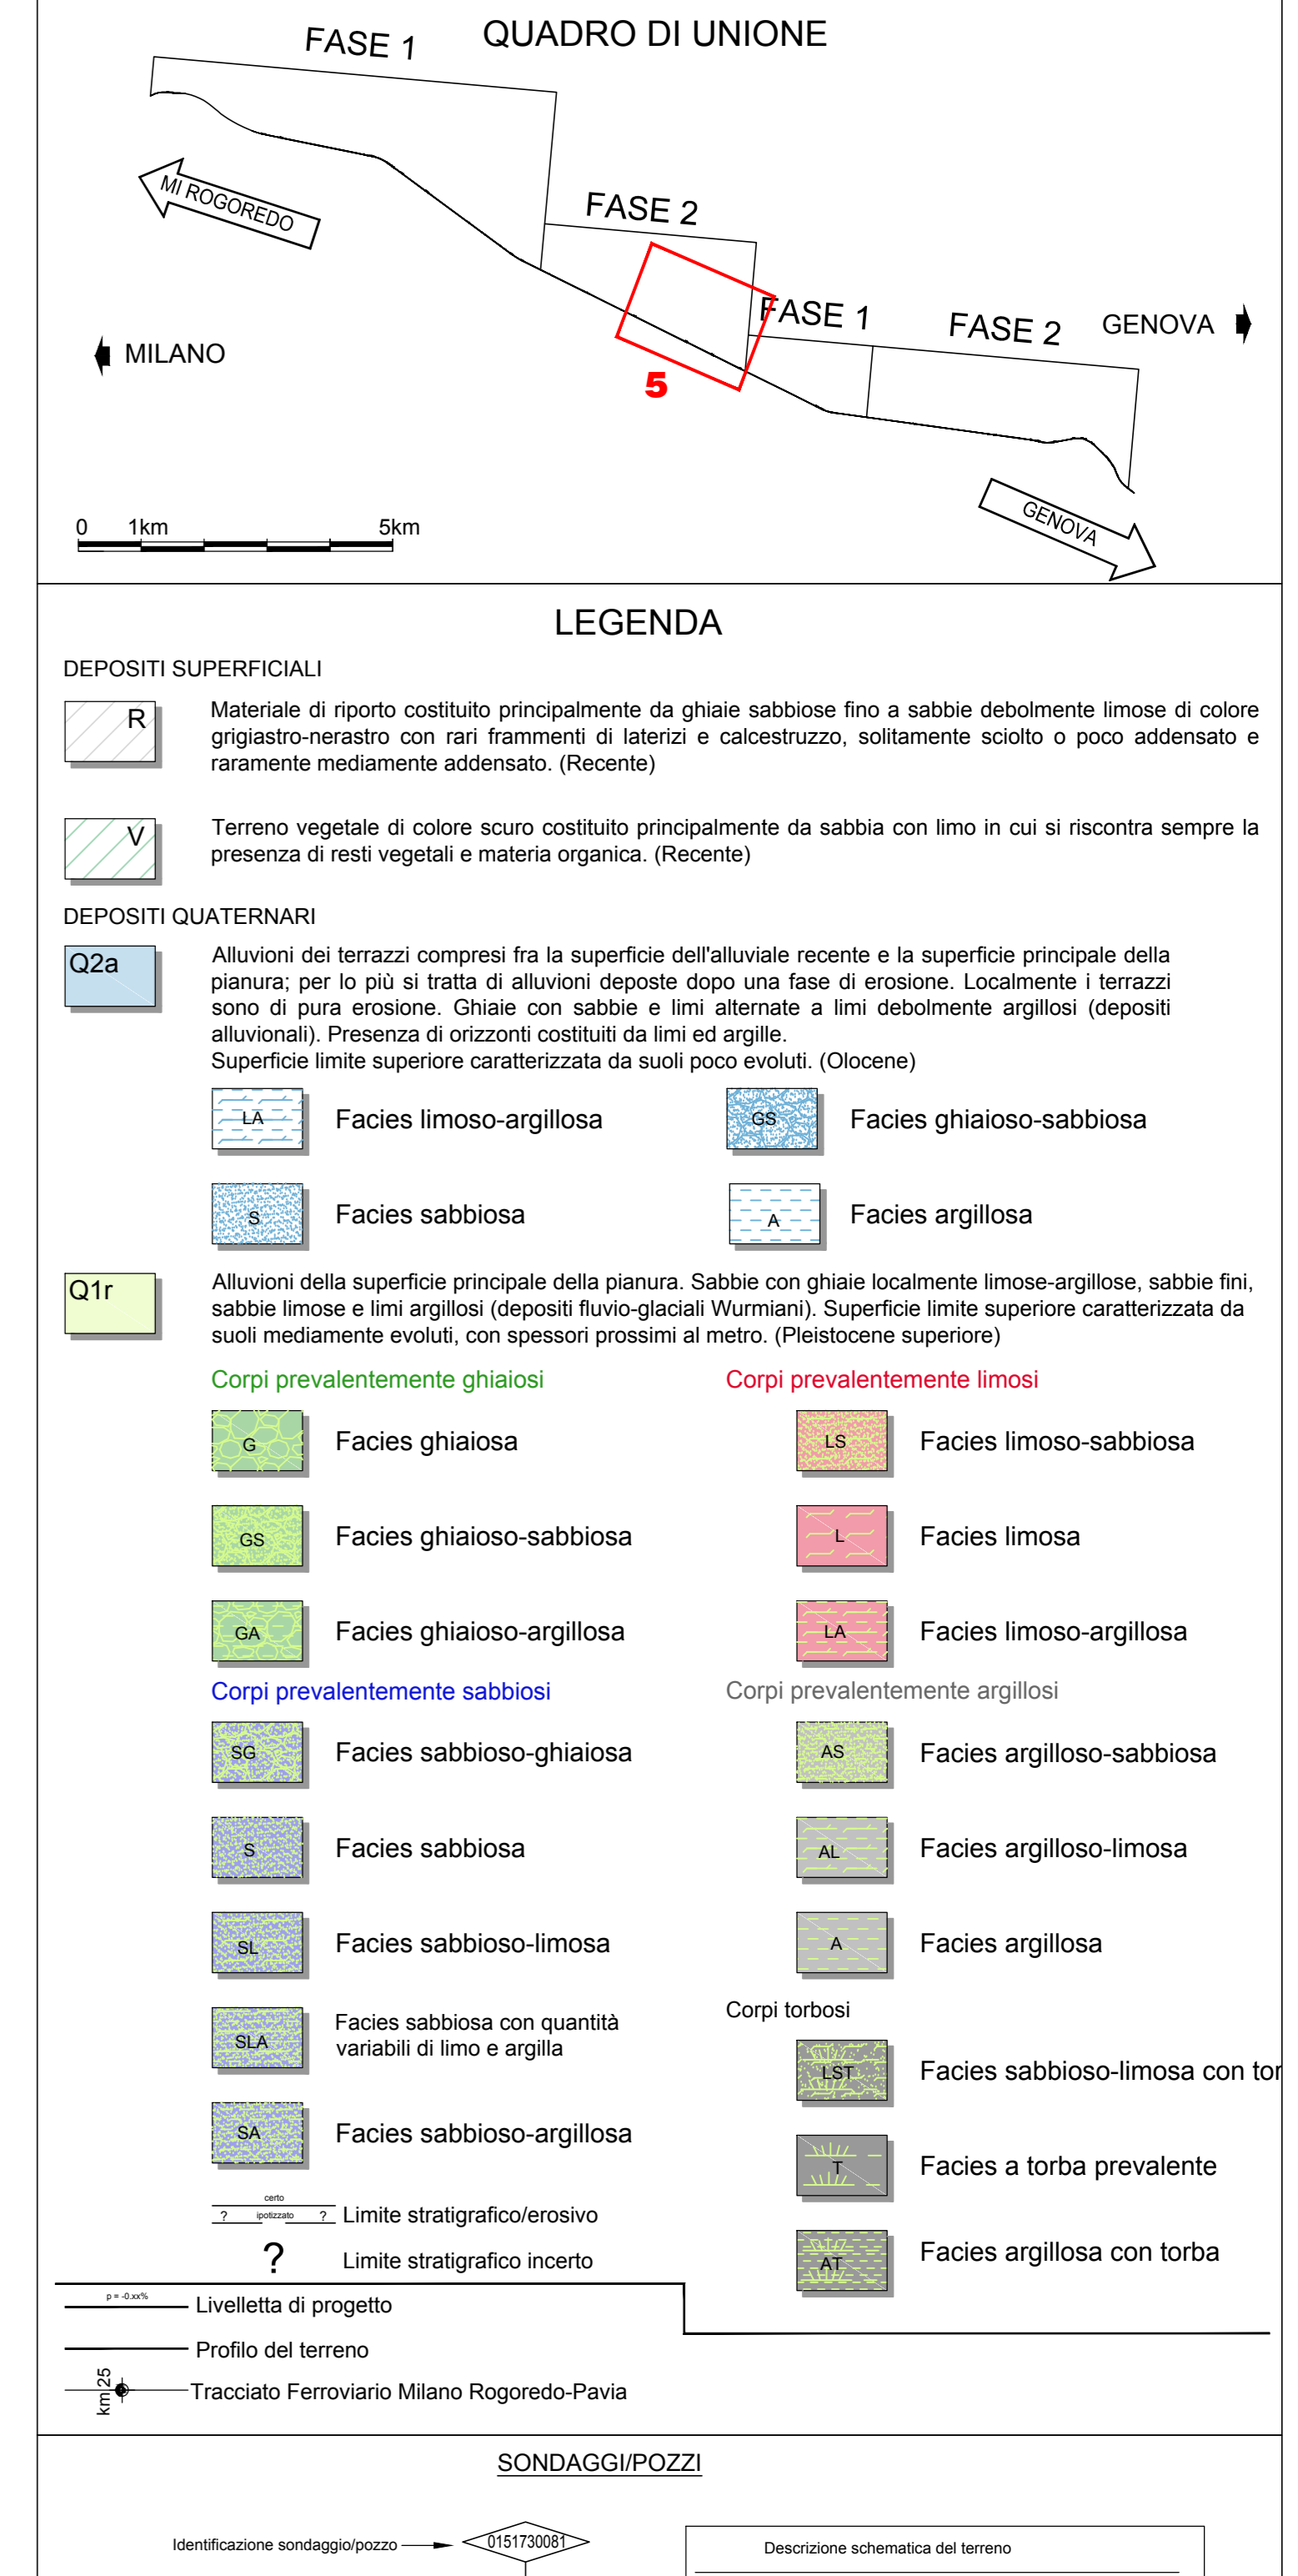 QUADRO DI UNIONE
FASE 1
MI ROGOREDO
FASE 2
FASE 1
FASE 2
GENOVA
MILANO
5
GENOVA
0 1km 5km
LEGENDA
DEPOSITI SUPERFICIALI
R
Materiale di riporto costituito principalmente da ghiaie sabbiose fino a sabbie debolmente limose di colore
grigiastro-nerastro con rari frammenti di laterizi e calcestruzzo, solitamente sciolto o poco addensato e
raramente mediamente addensato. (Recente)
V
Terreno vegetale di colore scuro costituito principalmente da sabbia con limo in cui si riscontra sempre la
presenza di resti vegetali e materia organica. (Recente)
DEPOSITI QUATERNARI
Q2a
Alluvioni dei terrazzi compresi fra la superficie dell'alluviale recente e la superficie principale della
pianura; per lo più si tratta di alluvioni deposte dopo una fase di erosione. Localmente i terrazzi
sono di pura erosione. Ghiaie con sabbie e limi alternate a limi debolmente argillosi (depositi
alluvionali). Presenza di orizzonti costituiti da limi ed argille.
Superficie limite superiore caratterizzata da suoli poco evoluti. (Olocene)
LA Facies limoso-argillosa
GS Facies ghiaioso-sabbiosa
S Facies sabbiosa
A Facies argillosa
Q1r
Alluvioni della superficie principale della pianura. Sabbie con ghiaie localmente limose-argillose, sabbie fini,
sabbie limose e limi argillosi (depositi fluvio-glaciali Wurmiani). Superficie limite superiore caratterizzata da
suoli mediamente evoluti, con spessori prossimi al metro. (Pleistocene superiore)
Corpi prevalentemente ghiaiosi
G Facies ghiaiosa
GS Facies ghiaioso-sabbiosa
GA Facies ghiaioso-argillosa
Corpi prevalentemente limosi
LS Facies limoso-sabbiosa
L Facies limosa
LA Facies limoso-argillosa
Corpi prevalentemente sabbiosi
SG Facies sabbioso-ghiaiosa
S Facies sabbiosa
SL Facies sabbioso-limosa
SLA Facies sabbiosa con quantità
variabili di limo e argilla
SA Facies sabbioso-argillosa
Corpi prevalentemente argillosi
AS Facies argilloso-sabbiosa
AL Facies argilloso-limosa
A Facies argillosa
Corpi torbosi
LST Facies sabbioso-limosa con tor
T Facies a torba prevalente
AT Facies argillosa con torba
certo
? ipotizzato ? Limite stratigrafico/erosivo
? Limite stratigrafico incerto
p = -0.xx% Livelletta di progetto
Profilo del terreno
km 25 Tracciato Ferroviario Milano Rogoredo-Pavia
SONDAGGI/POZZI
Identificazione sondaggio/pozzo 0151730081
Descrizione schematica del terreno